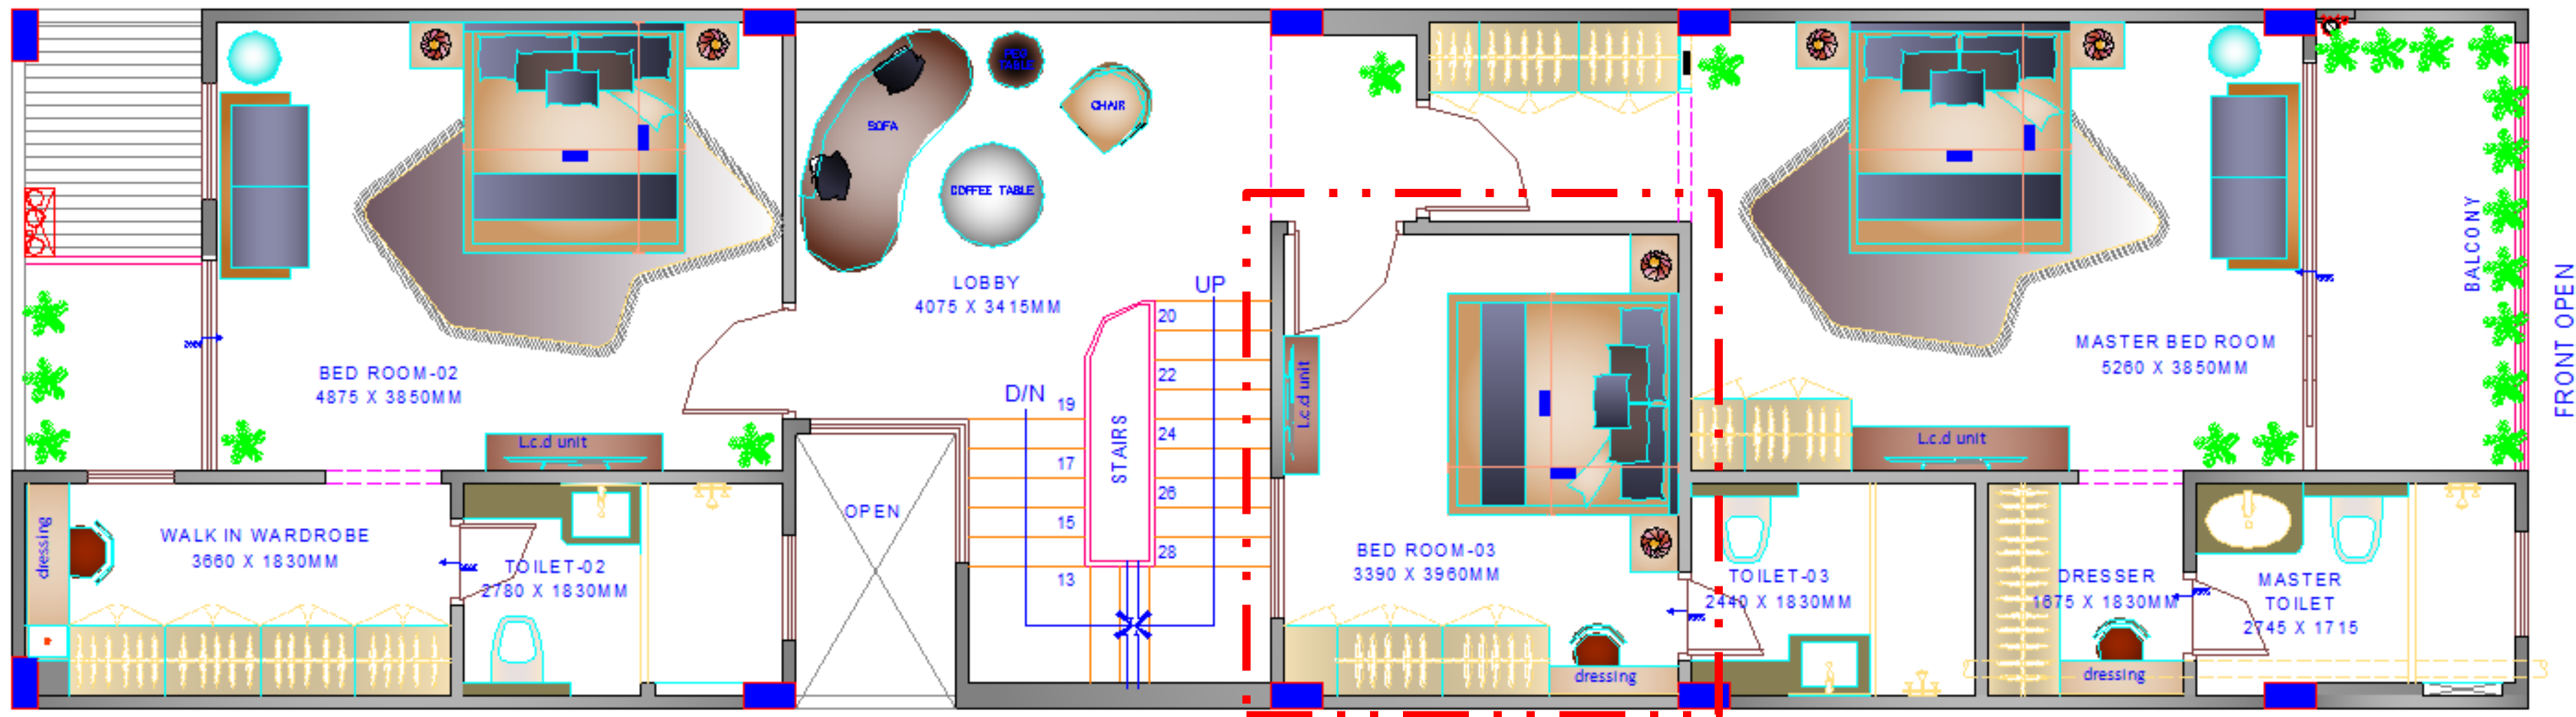 PEG
TABLE
CHAIR
SOFA
COFFEE TABLE
LOBBY
4075 X 3415MM
UP
D/N
20
22
24
26
28
19
17
15
13
STAIRS
OPEN
BED ROOM-02
4875 X 3850MM
L.c.d unit
dressing
WALK IN WARDROBE
3660 X 1830MM
TOILET-02
2780 X 1830MM
L.c.d unit
BED ROOM-03
3390 X 3960MM
dressing
TOILET-03
2440 X 1830MM
MASTER BED ROOM
5260 X 3850MM
L.c.d unit
DRESSER
1675 X 1830MM
dressing
MASTER
TOILET
2745 X 1715
BALCONY
FRONT OPEN